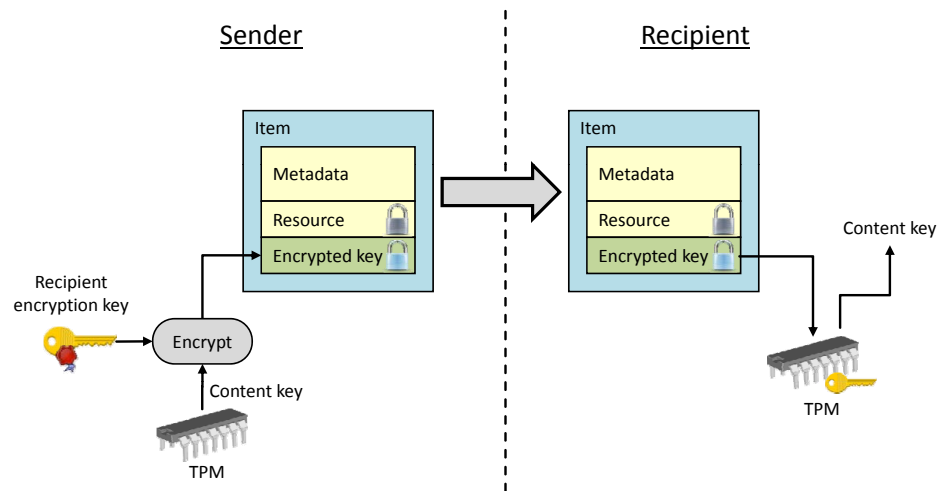 Sender
Item
Metadata
Resource
Encrypted key
Recipient
encryption key
Encrypt
Content key
TPM
Recipient
Item
Metadata
Resource
Encrypted key
Content key
TPM